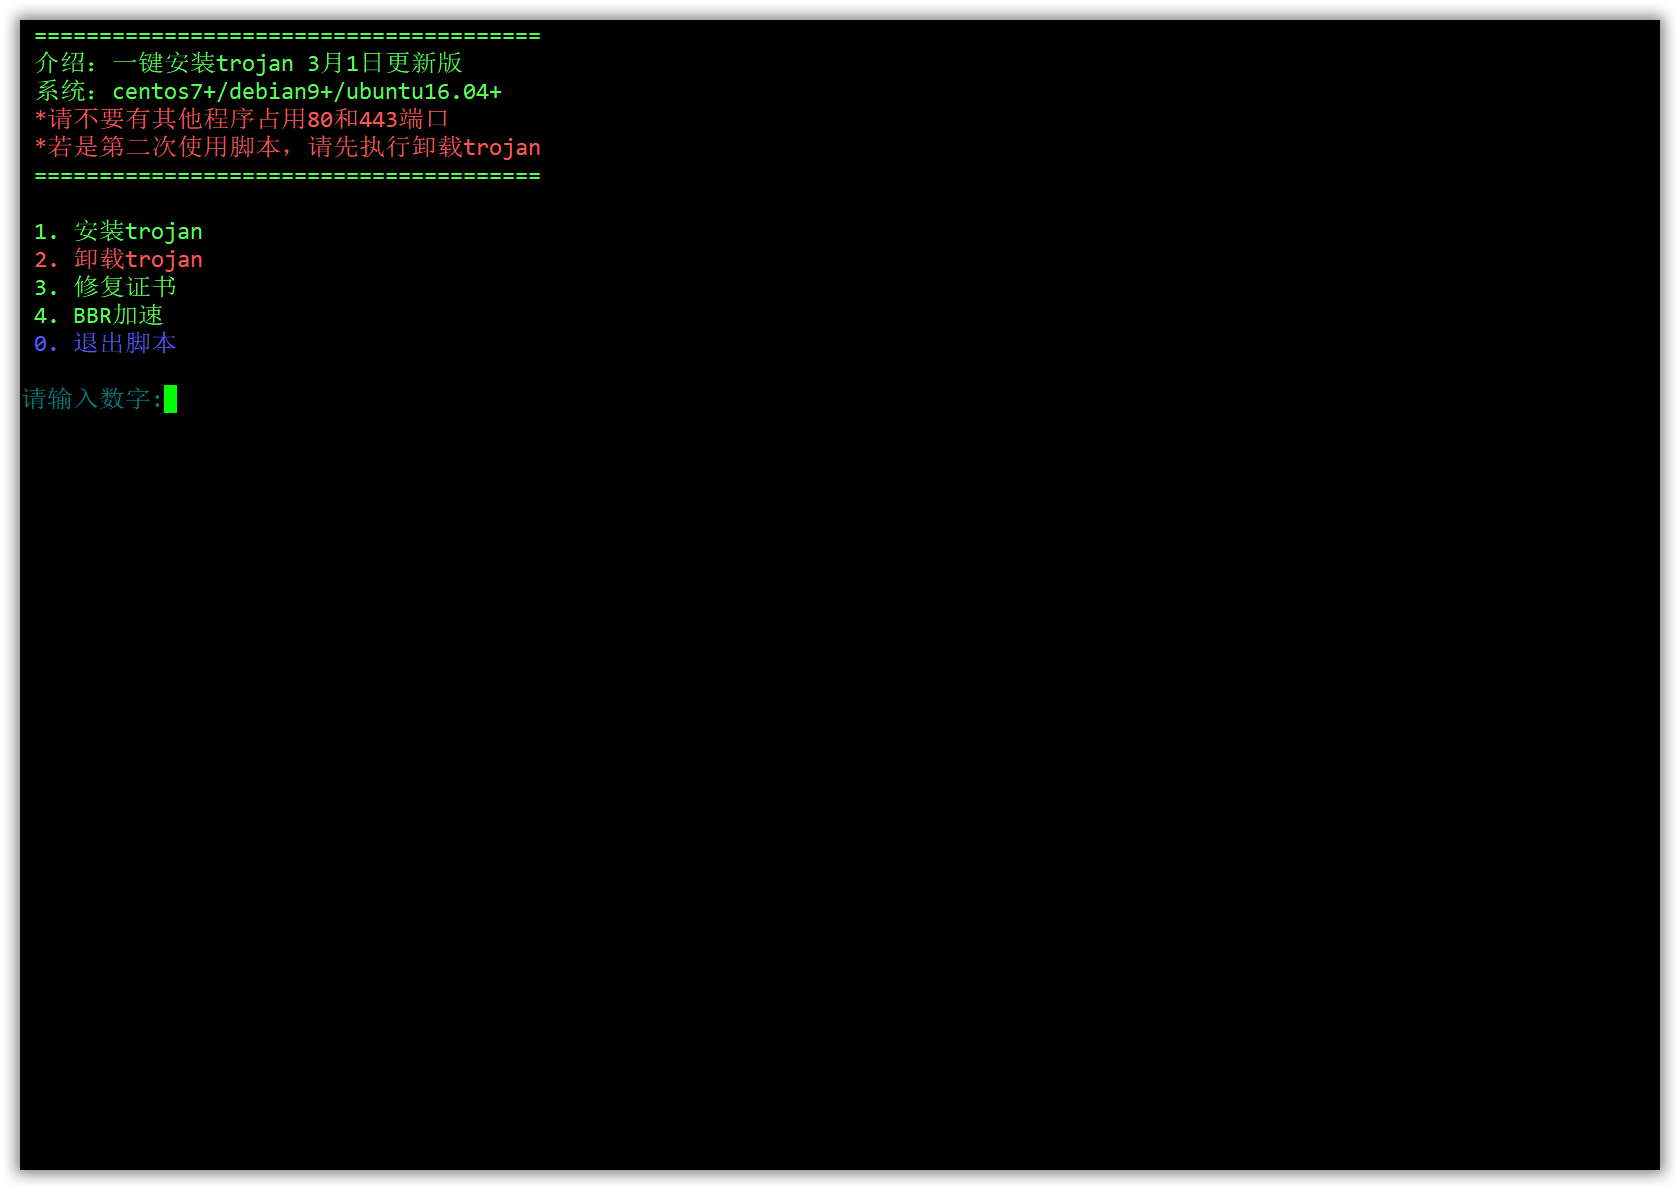 =======================================
介绍：一键安装trojan 3月1日更新版
系统：centos7+/debian9+/ubuntu16.04+
*请不要有其他程序占用80和443端口
*若是第二次使用脚本，请先执行卸载trojan
=======================================
1. 安装trojan
2. 卸载trojan
3. 修复证书
4. BBR加速
0. 退出脚本
请输入数字: